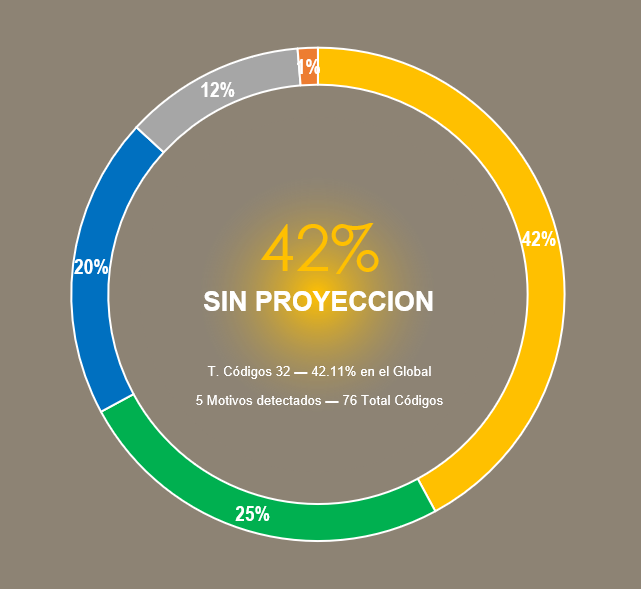 1%
12%
42%
42%
20%
SIN PROYECCION
T. Códigos 32 — 42.11% en el Global
5 Motivos detectados — 76 Total Códigos
25%